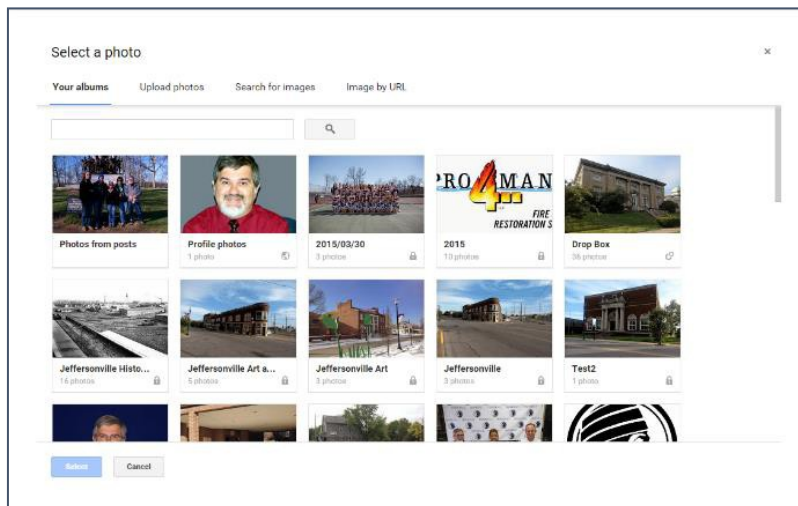 Select a photo
×
Your albums Upload photos Search for images Image by URL
PRO 4 MAN
FIRE
RESTORATION S
Photos from posts Profile photos 2015/03/30 2015 Drop Box
1 photo 3 photos 13 photos 36 photos
Jeffersonville Histo... Jeffersonville Art a... Jeffersonville Art Jeffersonville Test2
16 photos 5 photos 3 photos 3 photos 1 photo
Select Cancel